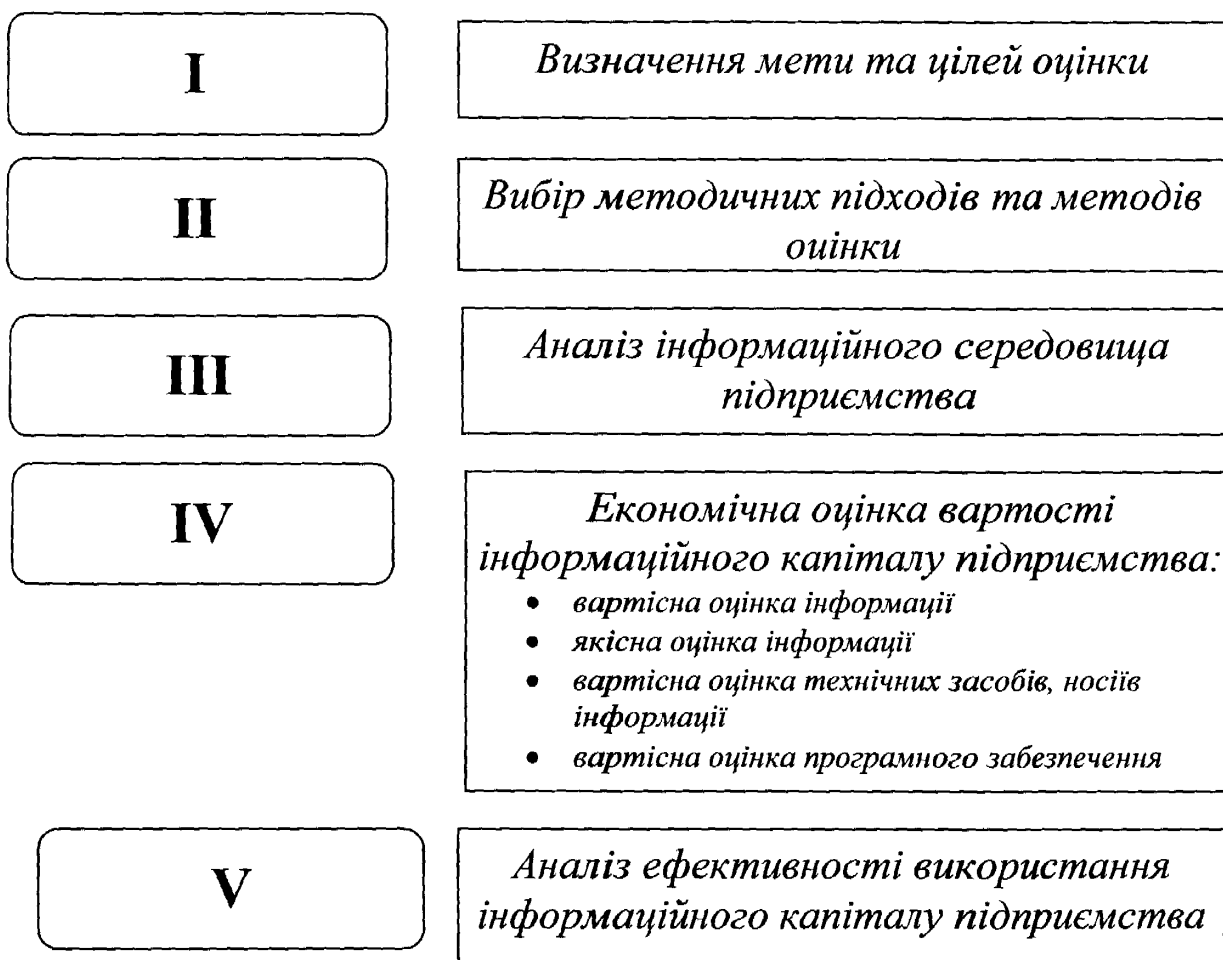 I
Визначення мети та цілей оцінки
II
Вибір методичних підходів та методів
оцінки
III
Аналіз інформаційного середовища
підприємства
IV
Економічна оцінка вартості
інформаційного капіталу підприємства:
• вартісна оцінка інформації
• якісна оцінка інформації
• вартісна оцінка технічних засобів, носіїв
інформації
• вартісна оцінка програмного забезпечення
V
Аналіз ефективності використання
інформаційного капіталу підприємства